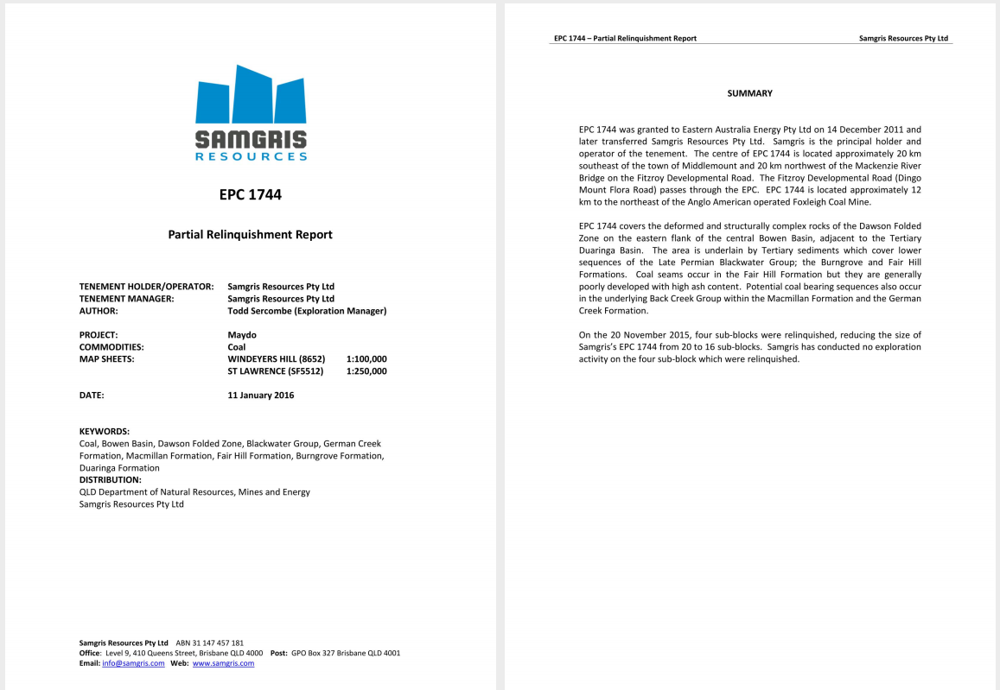 SAMGRIS
RESOURCES
EPC 1744
Partial Relinquishment Report
TENEMENT HOLDER/OPERATOR: Samgris Resources Pty Ltd
TENEMENT MANAGER: Samgris Resources Pty Ltd
AUTHOR: Todd Sercombe (Exploration Manager)
PROJECT: Maydo
COMMODITIES: Coal
MAP SHEETS: WINDEYERS HILL (8652) 1:100,000
ST LAWRENCE (SF5512) 1:250,000
DATE: 11 January 2016
KEYWORDS:
Coal, Bowen Basin, Dawson Folded Zone, Blackwater Group, German Creek
Formation, Macmillan Formation, Fair Hill Formation, Burngrove Formation,
Duaringa Formation
DISTRIBUTION:
QLD Department of Natural Resources, Mines and Energy
Samgris Resources Pty Ltd
Samgris Resources Pty Ltd ABN 31 147 457 181
Office: Level 9, 410 Queens Street, Brisbane QLD 4000 Post: GPO Box 327 Brisbane QLD 4001
Email: info@samgris.com Web: www.samgris.com
EPC 1744 – Partial Relinquishment Report Samgris Resources Pty Ltd
SUMMARY
EPC 1744 was granted to Eastern Australia Energy Pty Ltd on 14 December 2011 and
later transferred Samgris Resources Pty Ltd. Samgris is the principal holder and
operator of the tenement. The centre of EPC 1744 is located approximately 20 km
southeast of the town of Middlemount and 20 km northwest of the Mackenzie River
Bridge on the Fitzroy Developmental Road. The Fitzroy Developmental Road (Dingo
Mount Flora Road) passes through the EPC. EPC 1744 is located approximately 12
km to the northeast of the Anglo American operated Foxleigh Coal Mine.
EPC 1744 covers the deformed and structurally complex rocks of the Dawson Folded
Zone on the eastern flank of the central Bowen Basin, adjacent to the Tertiary
Duaringa Basin. The area is underlain by Tertiary sediments which cover lower
sequences of the Late Permian Blackwater Group; the Burngrove and Fair Hill
Formations. Coal seams occur in the Fair Hill Formation but they are generally
poorly developed with high ash content. Potential coal bearing sequences also occur
in the underlying Back Creek Group within the Macmillan Formation and the German
Creek Formation.
On the 20 November 2015, four sub-blocks were relinquished, reducing the size of
Samgris's EPC 1744 from 20 to 16 sub-blocks. Samgris has conducted no exploration
activity on the four sub-block which were relinquished.